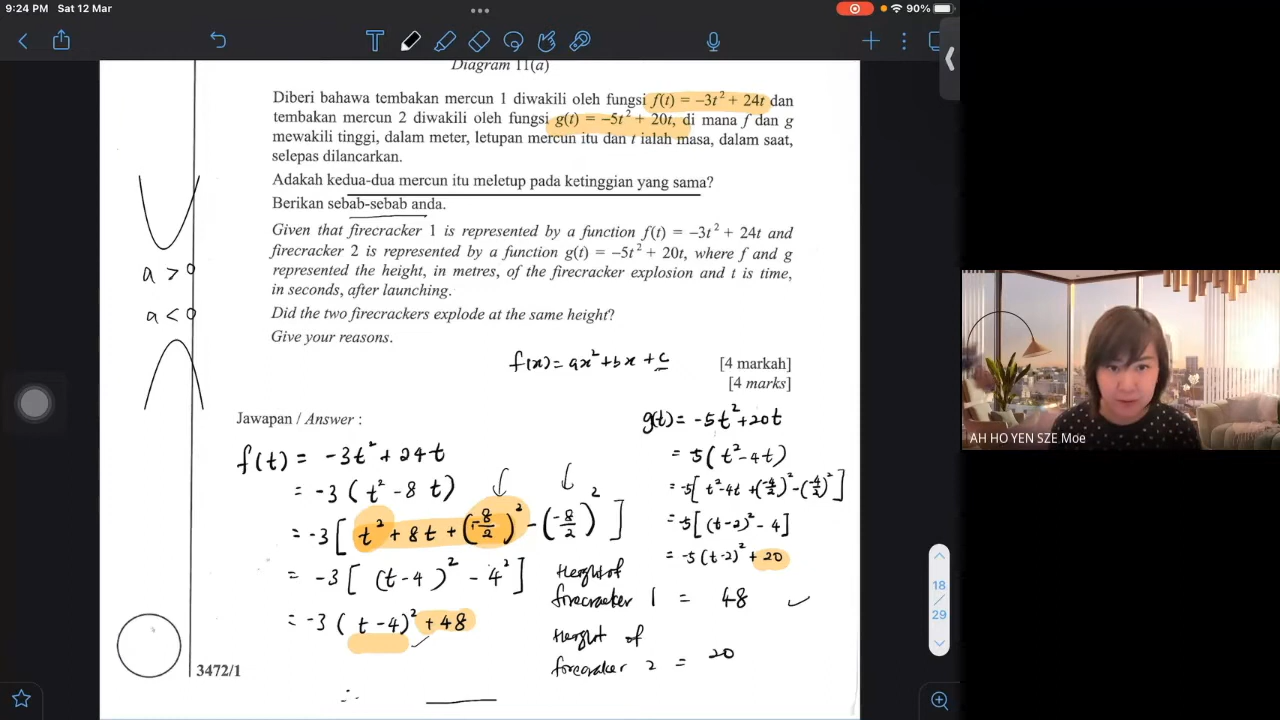 9:24 PM Sat 12 Mar
90%
Diagram 11(a)
Diberi bahawa tembakan mercun 1 diwakili oleh fungsi f(t) = –3t² + 24t dan
tembakan mercun 2 diwakili oleh fungsi g(t) = –5t² + 20t, di mana f dan g
mewakili tinggi, dalam meter, letupan mercun itu dan t ialah masa, dalam saat,
selepas dilancarkan.
Adakah kedua-dua mercun itu meletup pada ketinggian yang sama?
Berikan sebab-sebab anda.
Given that firecracker 1 is represented by a function f(t) = –3t² + 24t and
firecracker 2 is represented by a function g(t) = –5t² + 20t, where f and g
represented the height, in metres, of the firecracker explosion and t is time,
in seconds, after launching.
Did the two firecrackers explode at the same height?
Give your reasons.
a > 0
a < 0
f(x) = ax² + bx + c
[4 markah]
[4 marks]
Jawapan / Answer :
f(t) = -3t² + 24t
= -3 ( t² - 8 t)
= -3 [ t² + 8t + (-8/2)² - (-8/2)² ]
= -3 [ (t-4)² - 4² ]
= -3 ( t - 4)² + 48
g(t) = -5t² + 20t
= 5(t² - 4t)
= -5[ t² - 4t + (-4/2)² - (-4/2)² ]
= -5[ (t-2)² - 4]
= -5(t-2)² + 20
Height of
firecracker 1 = 48 ✓
Height of
firecracker 2 = 20
∴
3472/1
18
/
29
AH HO YEN SZE Moe